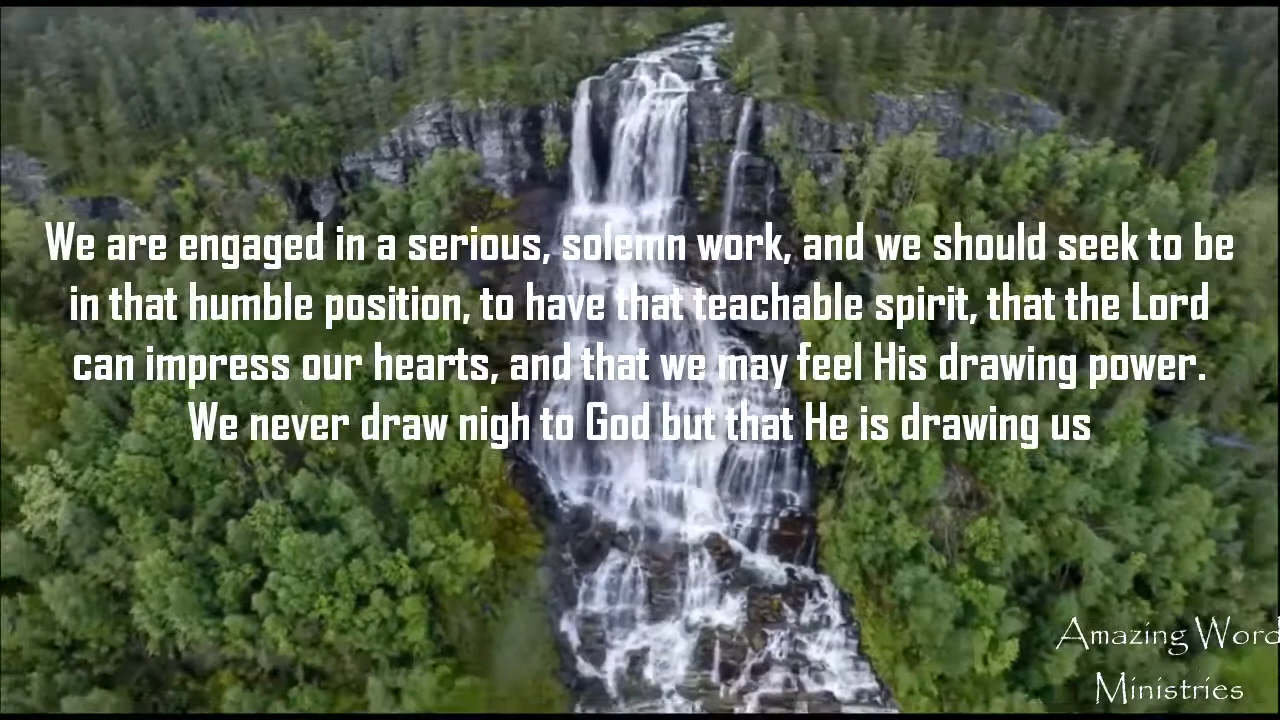 We are engaged in a serious, solemn work, and we should seek to be
in that humble position, to have that teachable spirit, that the Lord
can impress our hearts, and that we may feel His drawing power.
We never draw nigh to God but that He is drawing us
Amazing Word
Ministries